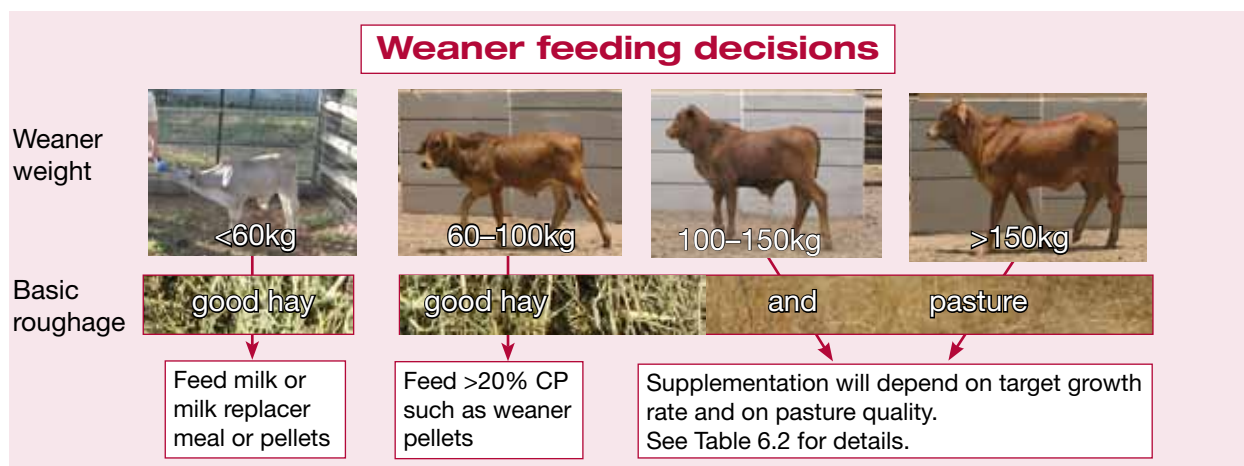 Weaner feeding decisions
Weaner
weight
<60kg
60–100kg
100–150kg
>150kg
Basic
roughage
good hay
good hay
and
pasture
Feed milk or
milk replacer
meal or pellets
Feed >20% CP
such as weaner
pellets
Supplementation will depend on target growth
rate and on pasture quality.
See Table 6.2 for details.